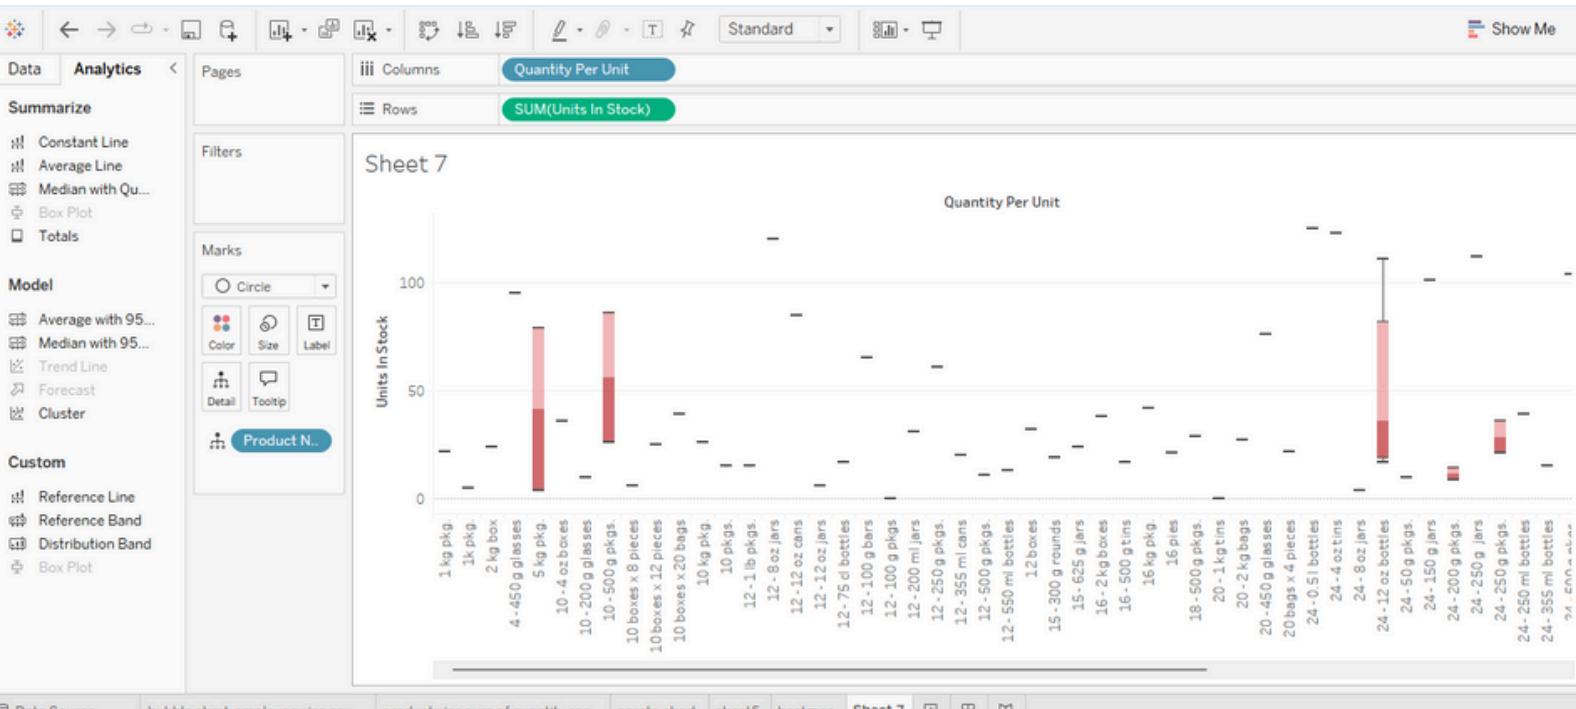 Standard
Show Me
Data
Analytics
Pages
iii Columns
Quantity Per Unit
Rows
SUM(Units In Stock)
Summarize
Constant Line
Average Line
Median with Qu...
Box Plot
Totals
Model
Average with 95...
Median with 95...
Trend Line
Forecast
Cluster
Custom
Reference Line
Reference Band
Distribution Band
Box Plot
Filters
Marks
Circle
Color
Size
Label
Detail
Tooltip
Product N..
Sheet 7
Quantity Per Unit
Units In Stock
100
50
0
1 kg pkg.
1k pkg.
2 kg box
4 - 450 g glasses
5 kg pkg.
10 - 4 oz boxes
10 - 200 g glasses
10 - 500 g pkgs.
10 boxes x 8 pieces
10 boxes x 12 pieces
10 boxes x 20 bags
10 kg pkg.
10 pkgs.
12 - 1 lb pkgs.
12 - 8 oz jars
12 - 12 oz cans
12 - 12 oz jars
12 - 75 cl bottles
12 - 100 g bars
12 - 100 g pkgs
12 - 200 ml jars
12 - 250 g pkgs.
12 - 355 ml cans
12 - 500 g pkgs.
12 - 550 ml bottles
12 boxes
15 - 300 g rounds
15 - 625 g jars
16 - 2 kg boxes
16 - 500 g tins
16 kg pkg.
16 pies
18 - 500 g pkgs.
20 - 1 kg tins
20 - 2 kg bags
20 - 450 g glasses
20 bags x 4 pieces
24 - 0.5 l bottles
24 - 4 oz tins
24 - 8 oz jars
24 - 12 oz bottles
24 - 50 g pkgs.
24 - 150 g jars
24 - 200 g pkgs.
24 - 250 g jars
24 - 250 g pkgs.
24 - 250 ml bottles
24 - 355 ml bottles
Sheet 7